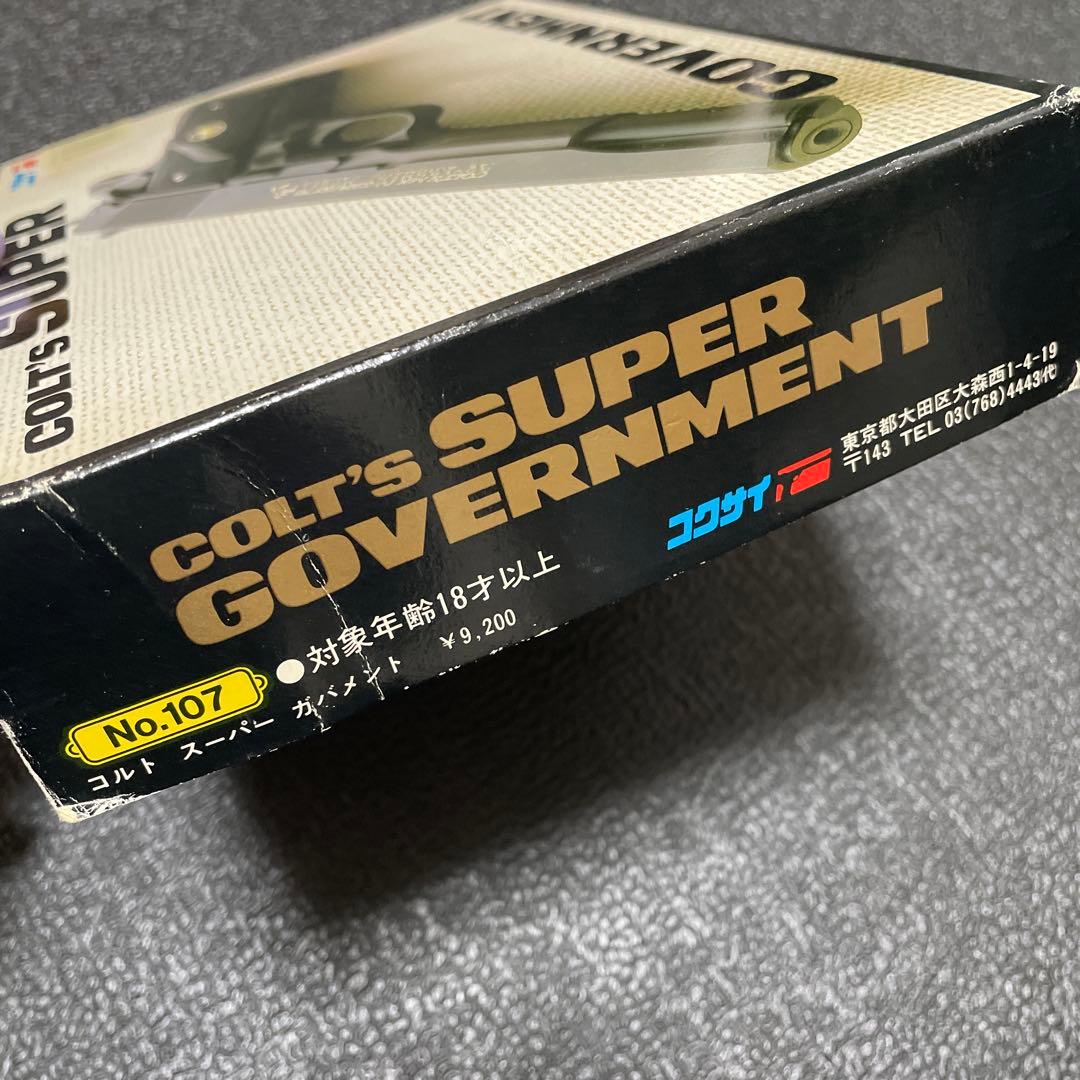 GOVERNMENT
COLT'S SUPER
COLT'S SUPER
GOVERNMENT
●対象年齢18才以上
No.107
コルト スーパー ガバメント ¥9,200
コクサイ
東京都大田区大森西1-4-19
〒143 TEL 03(768)4443代